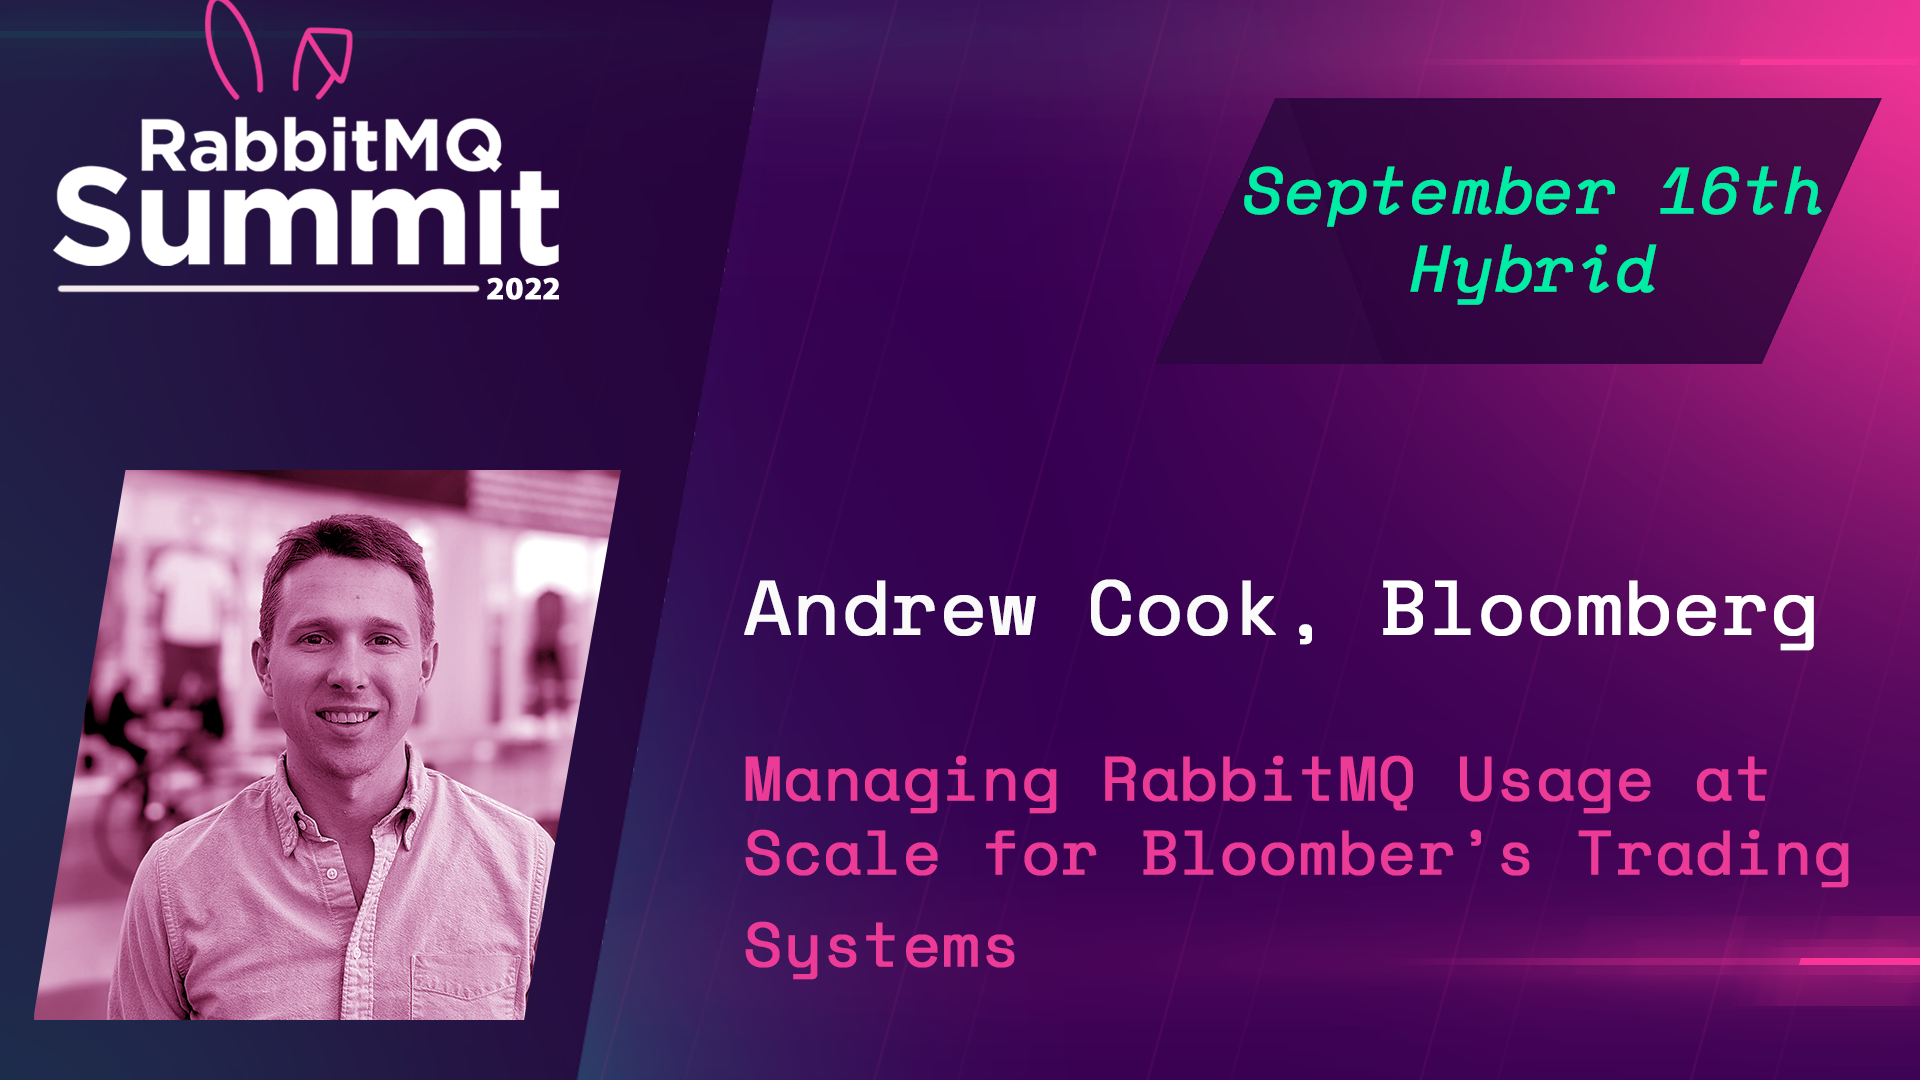 RabbitMQ
Summit
2022
September 16th
Hybrid
Andrew Cook, Bloomberg
Managing RabbitMQ Usage at
Scale for Bloomber’s Trading
Systems